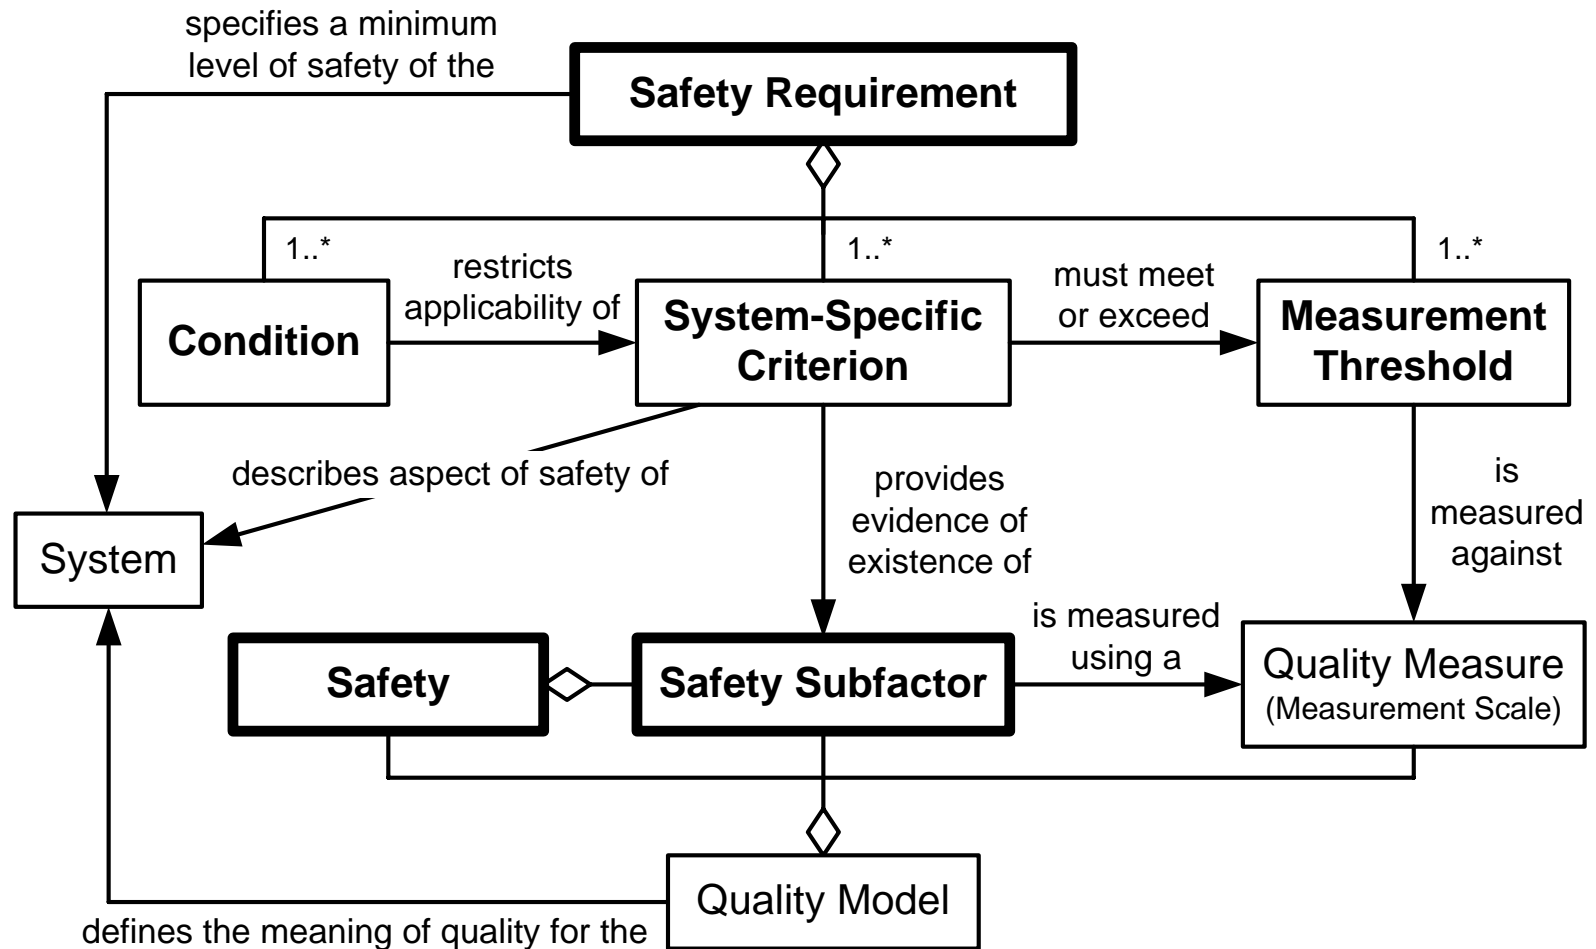 specifies a minimum
level of safety of the
Safety Requirement
1..*
1..*
1..*
restricts
applicability of
must meet
or exceed
Condition
System-Specific
Criterion
Measurement
Threshold
describes aspect of safety of
provides
evidence of
existence of
is
measured
against
System
is measured
using a
Safety
Safety Subfactor
Quality Measure
(Measurement Scale)
Quality Model
defines the meaning of quality for the